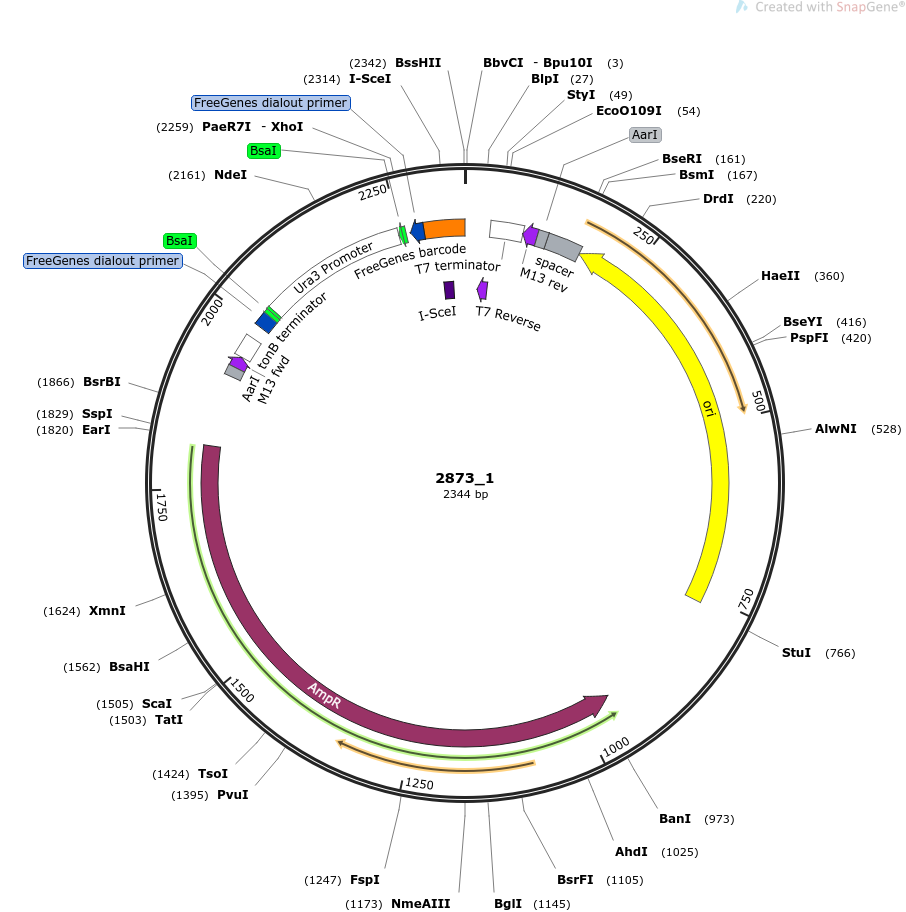 Created with SnapGene®
(2342) BssHII
BbvCI - Bpu10I (3)
(2314) I-SceI
BlpI (27)
StyI (49)
FreeGenes dialout primer
EcoO109I (54)
(2259) PaeR7I - XhoI
AarI
BsaI
BseRI (161)
(2161) NdeI
BsmI (167)
2250
DrdI (220)
250
BsaI
FreeGenes dialout primer
Ura3 Promoter
FreeGenes barcode
T7 terminator
spacer
M13 rev
HaeII (360)
2000
tonB terminator
I-SceI
T7 Reverse
BseYI (416)
PspFI (420)
(1866) BsrBI
AarI
M13 fwd
500
ori
(1829) SspI
(1820) EarI
AlwNI (528)
2873_1
2344 bp
1750
750
(1624) XmnI
StuI (766)
(1562) BsaHI
1500
AmpR
(1505) ScaI
(1503) TatI
1000
(1424) TsoI
1250
(1395) PvuI
BanI (973)
AhdI (1025)
(1247) FspI
BsrFI (1105)
(1173) NmeAIII
BglI (1145)